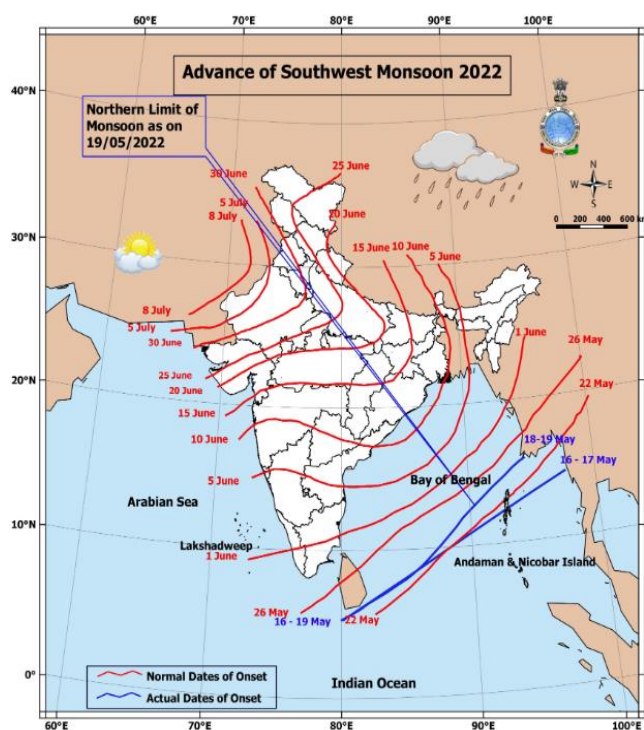 60°E 70°E 80°E 90°E 100°E
Advance of Southwest Monsoon 2022
40°N
Northern Limit of
Monsoon as on
19/05/2022
N
W E
S
0 200 400 600 km
30°N
25 June
30 June
20 June
5 July
8 July
15 June
10 June
5 June
8 July
5 July
30 June
1 June
26 May
25 June
20 June
22 May
20°N
15 June
10 June
18-19 May
16 - 17 May
5 June
Bay of Bengal
Arabian Sea
10°N
Lakshadweep
1 June
Andaman & Nicobar Island
26 May
16 - 19 May
22 May
0°
Normal Dates of Onset
Actual Dates of Onset
Indian Ocean
60°E 70°E 80°E 90°E 100°E